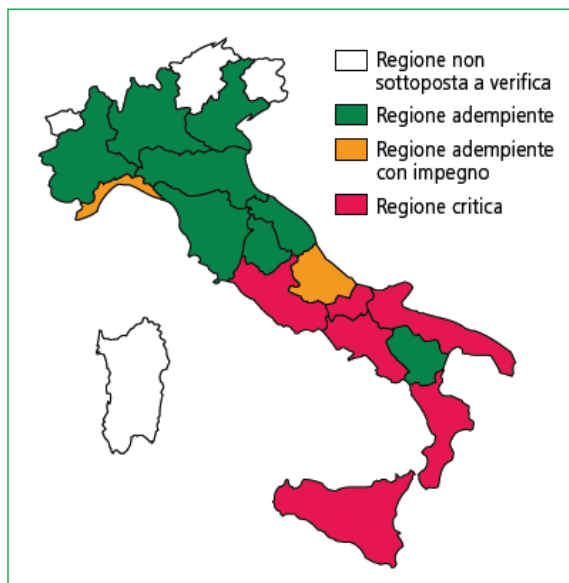 Regione non
sottoposta a verifica
Regione adempiente
Regione adempiente
con impegno
Regione critica